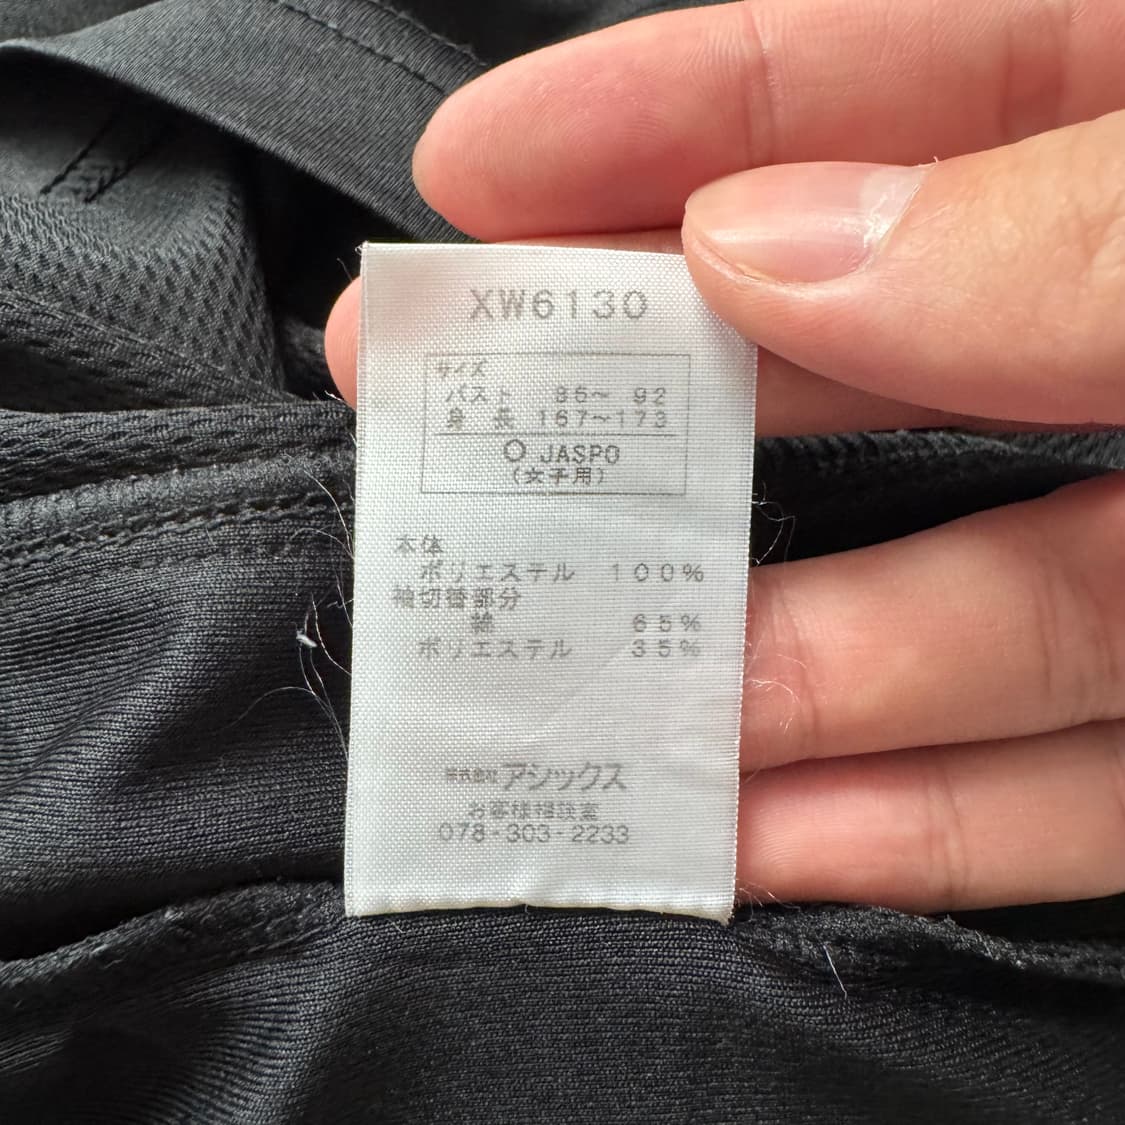 XW6130
サイズ
バスト 86～ 92
身 長 167～173
O JASPO
(女子用)
本体
ポリエステル 100%
袖切替部分
綿 65%
ポリエステル 35%
株式会社アシックス
お客様相談室
078-303-2233